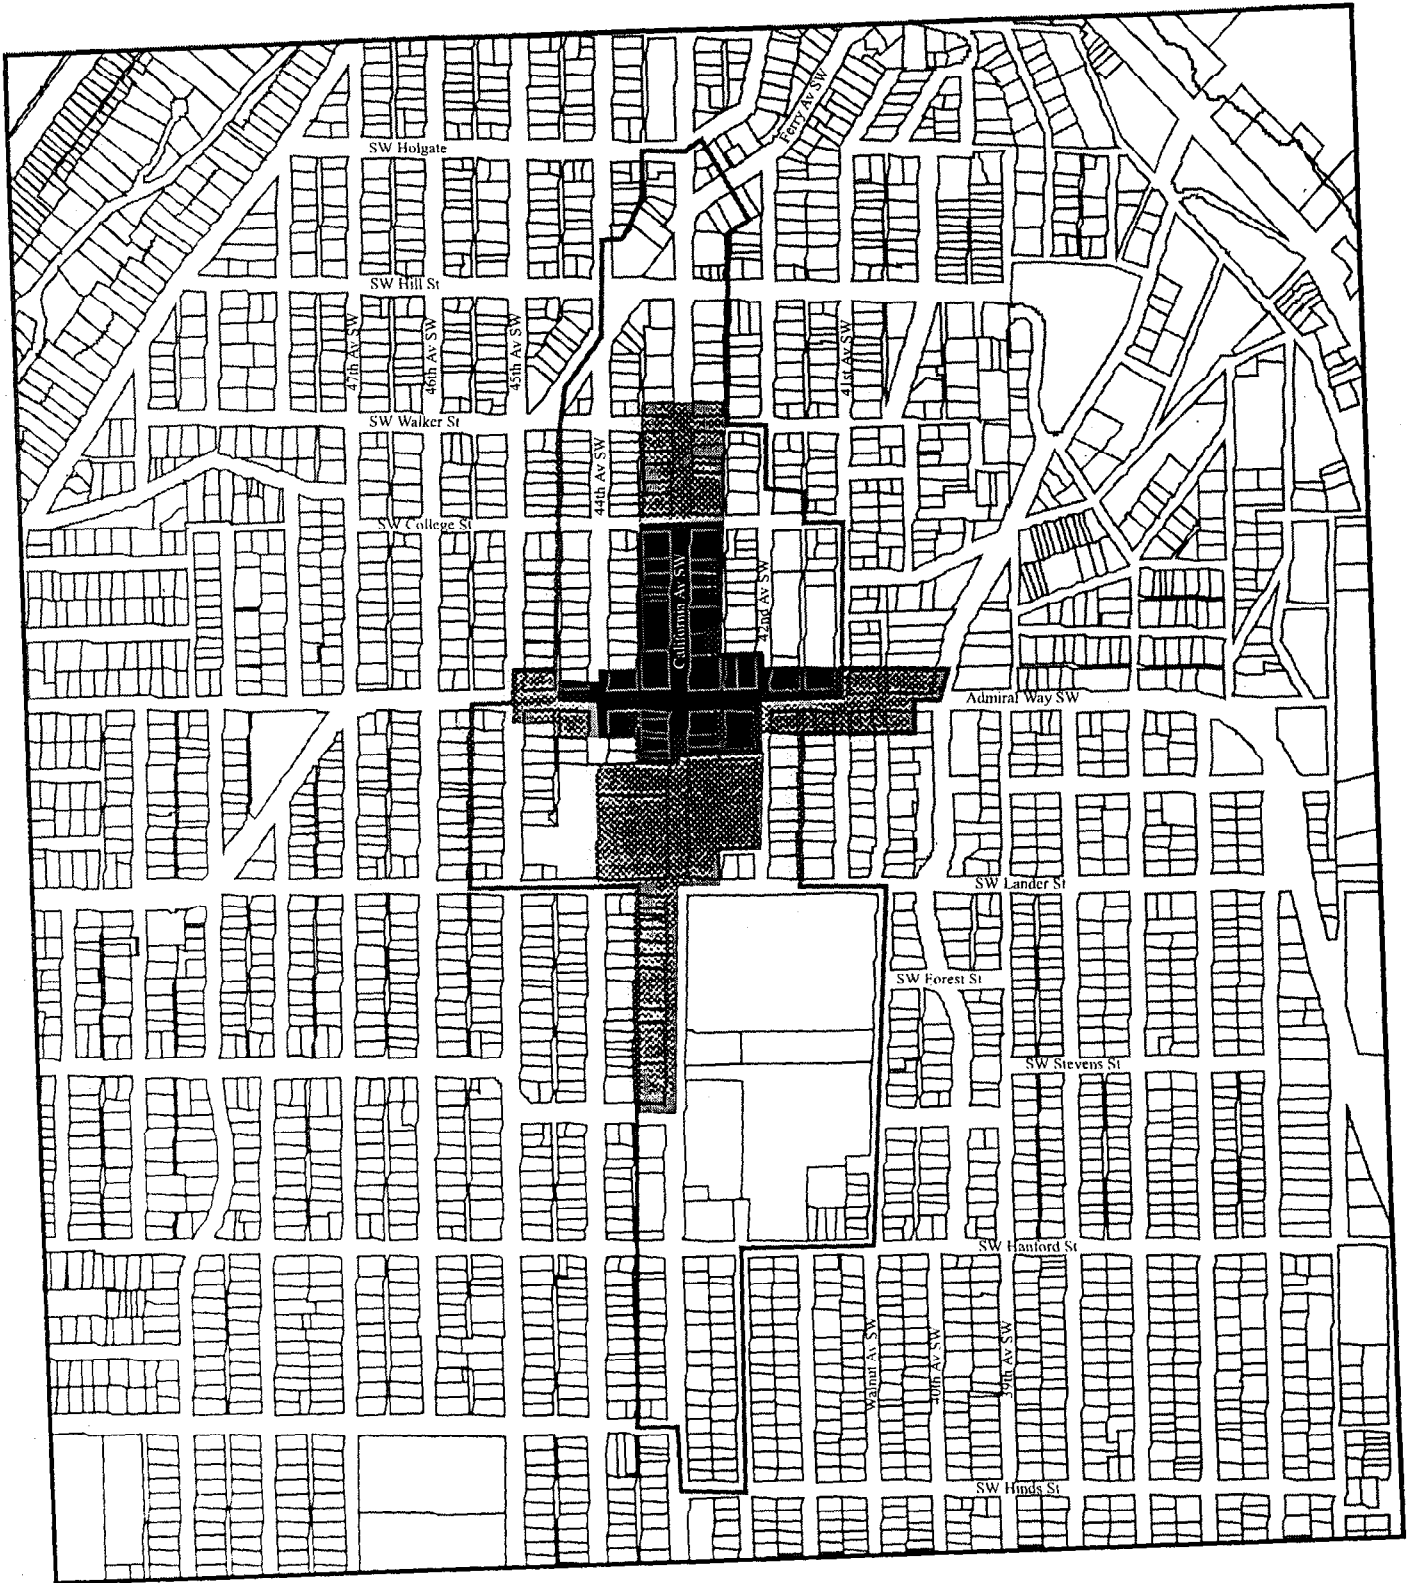 Ferry Av SW
SW Holgate
SW Hill St
47th Av SW
46th Av SW
45th Av SW
41st Av SW
SW Walker St
44th Av SW
SW College St
California Av SW
42nd Av SW
Admiral Way SW
SW Lander St
SW Forest St
SW Stevens St
SW Hanford St
Walnut Av SW
40th Av SW
39th Av SW
SW Hinds St